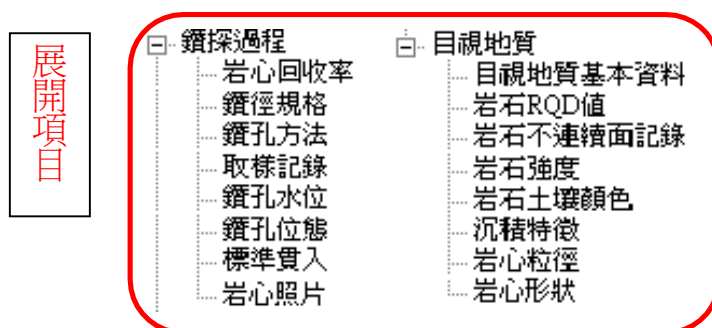 展開項目
鑽探過程
岩心回收率
鑽徑規格
鑽孔方法
取樣記錄
鑽孔水位
鑽孔位態
標準貫入
岩心照片
目視地質
目視地質基本資料
岩石RQD值
岩石不連續面記錄
岩石強度
岩石土壤顏色
沉積特徵
岩心粒徑
岩心形狀